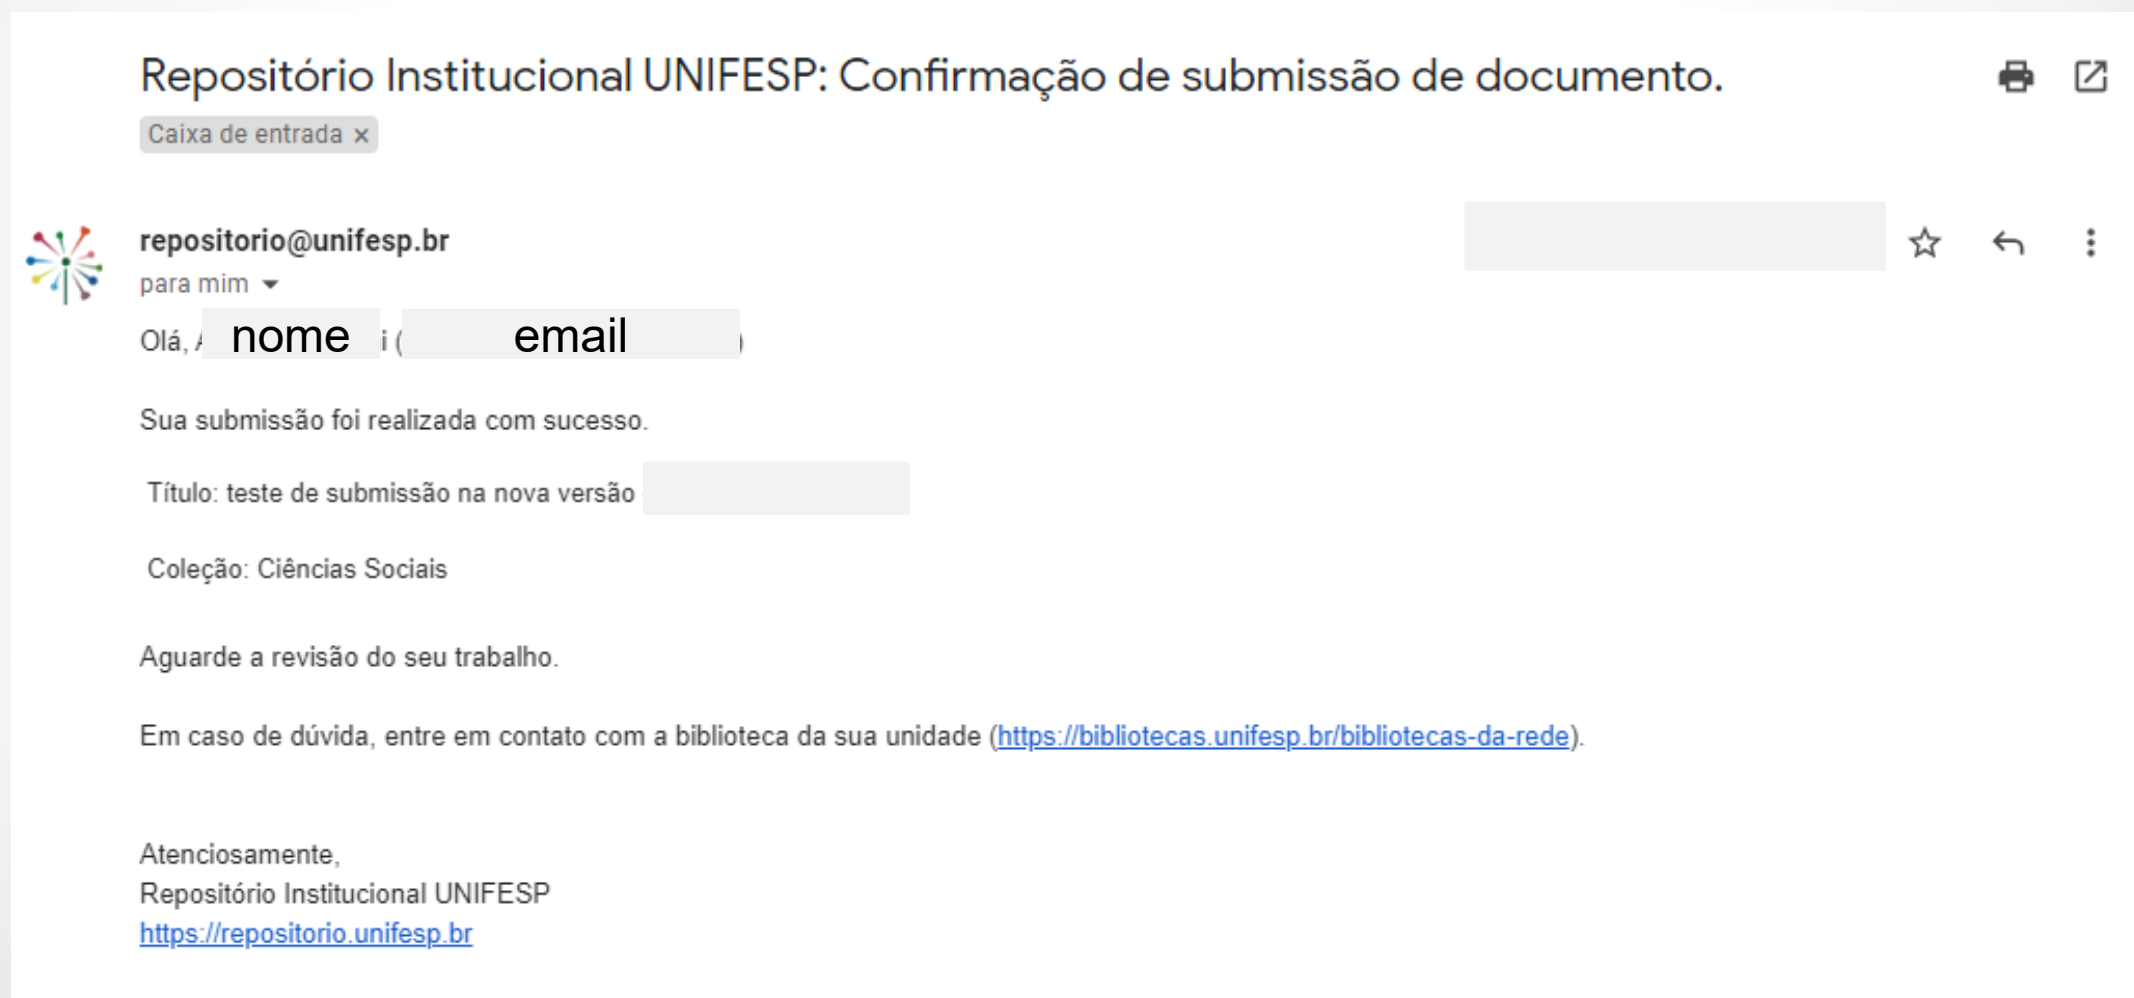 Repositório Institucional UNIFESP: Confirmação de submissão de documento.
Caixa de entrada ×
repositorio@unifesp.br
para mim
Olá, nome i ( email )
Sua submissão foi realizada com sucesso.
Título: teste de submissão na nova versão
Coleção: Ciências Sociais
Aguarde a revisão do seu trabalho.
Em caso de dúvida, entre em contato com a biblioteca da sua unidade (https://bibliotecas.unifesp.br/bibliotecas-da-rede).
Atenciosamente,
Repositório Institucional UNIFESP
https://repositorio.unifesp.br